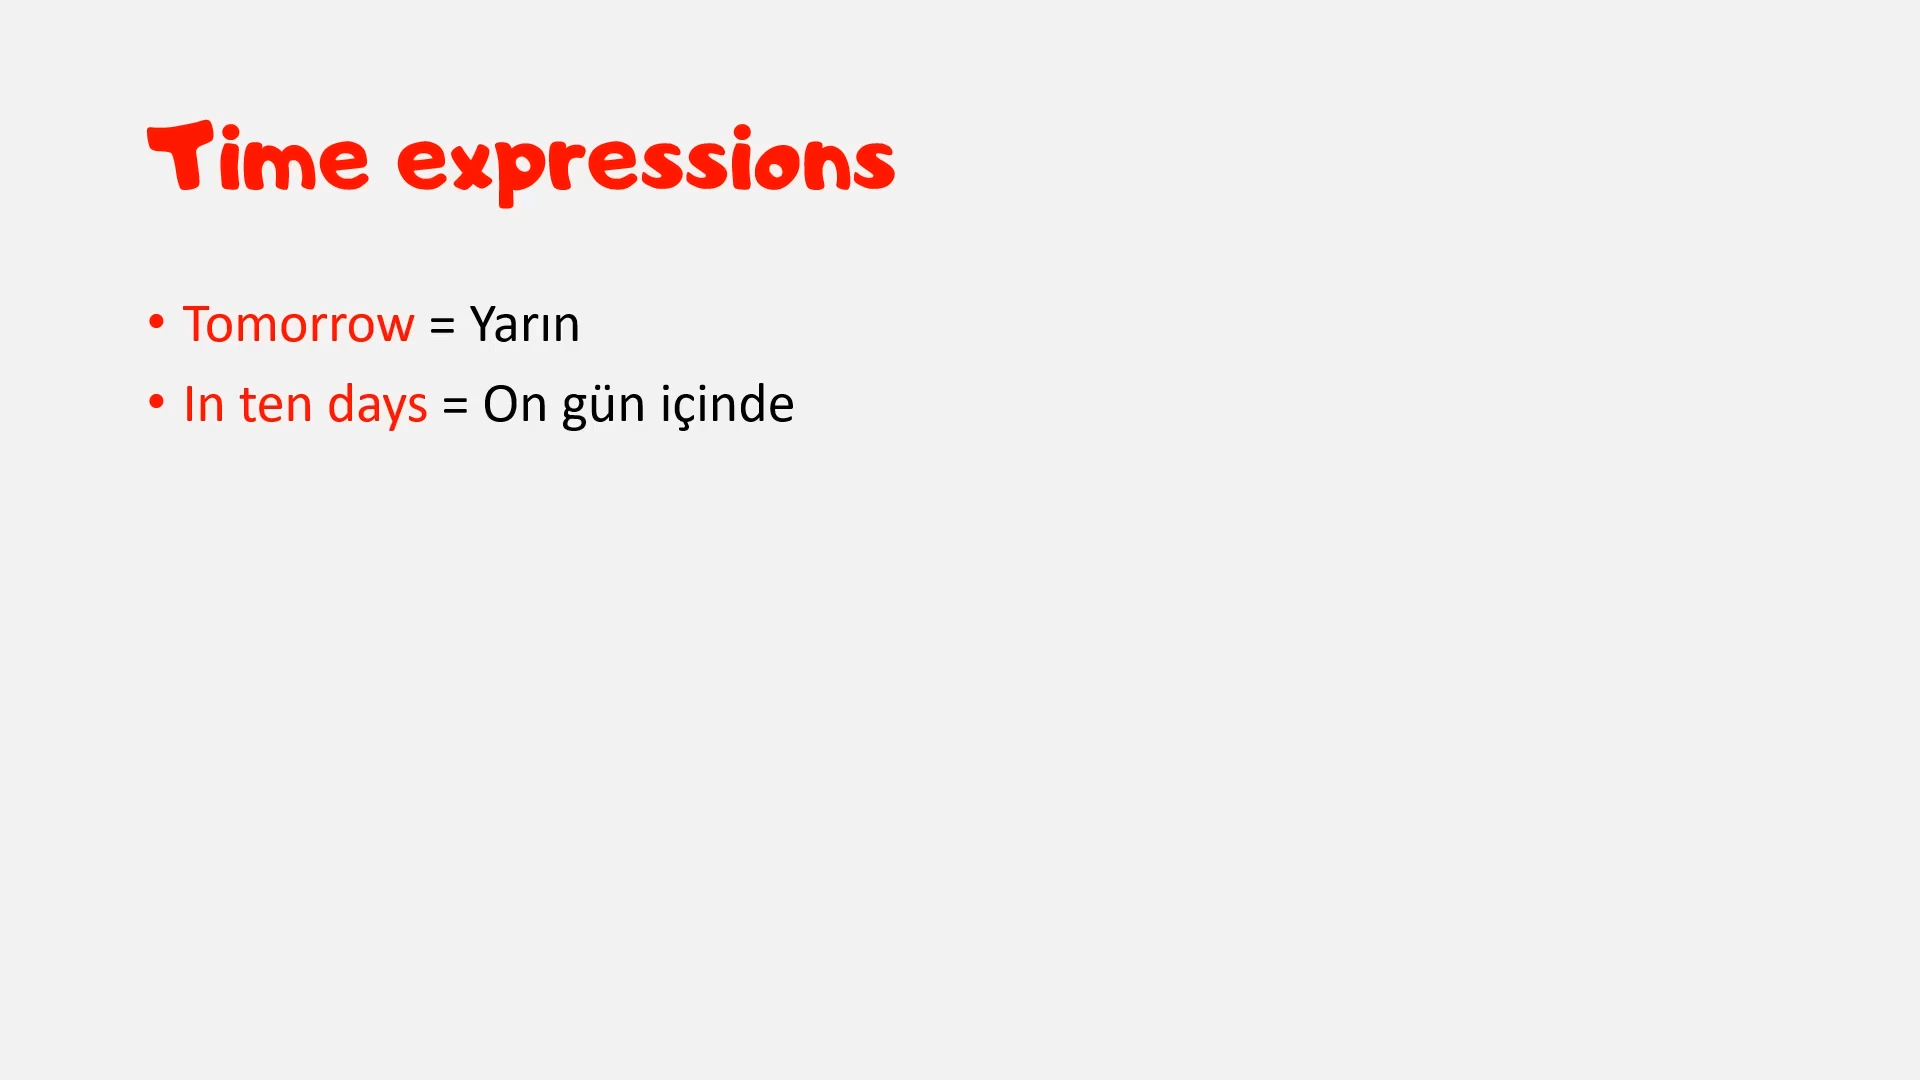 Time expressions
• Tomorrow = Yarın
• In ten days = On gün içinde